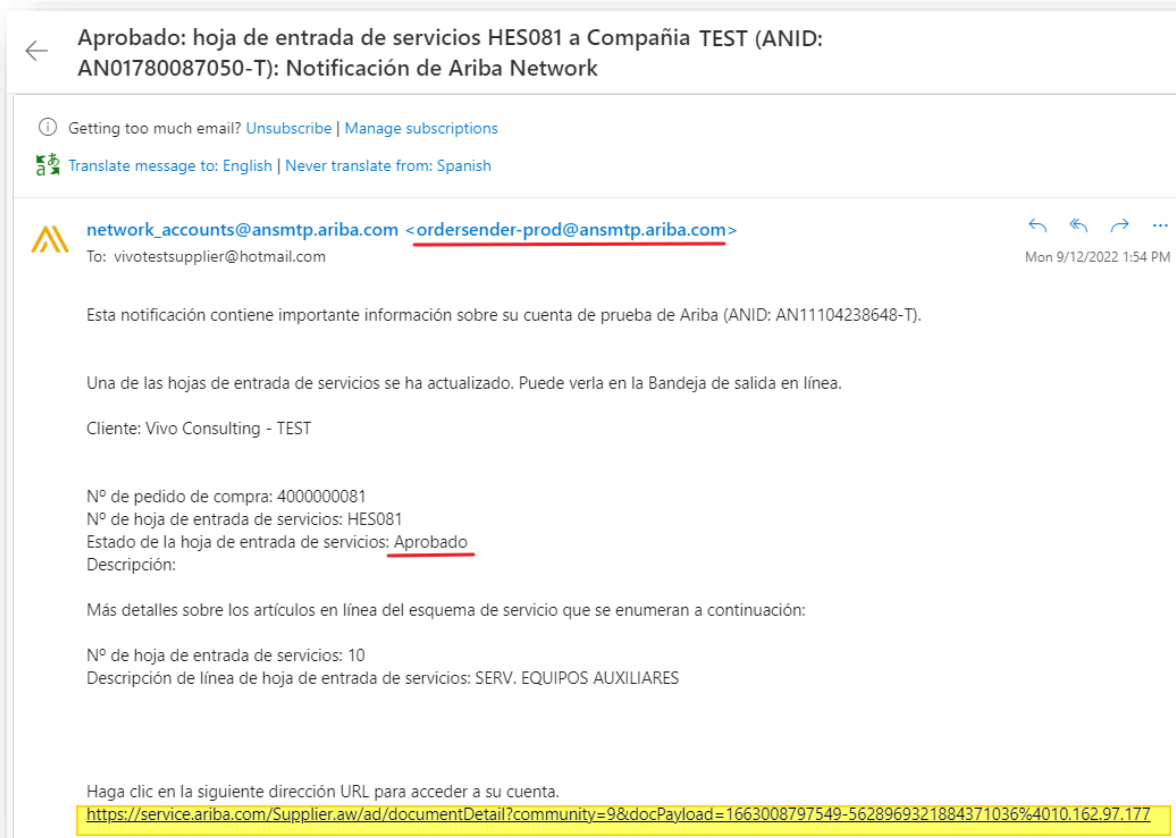 Aprobado: hoja de entrada de servicios HES081 a Compañia TEST (ANID:
AN01780087050-T): Notificación de Ariba Network
Getting too much email? Unsubscribe | Manage subscriptions
Translate message to: English | Never translate from: Spanish
network_accounts@ansmtp.ariba.com <ordersender-prod@ansmtp.ariba.com>
To: vivotestsupplier@hotmail.com
Mon 9/12/2022 1:54 PM
Esta notificación contiene importante información sobre su cuenta de prueba de Ariba (ANID: AN11104238648-T).
Una de las hojas de entrada de servicios se ha actualizado. Puede verla en la Bandeja de salida en línea.
Cliente: Vivo Consulting - TEST
Nº de pedido de compra: 4000000081
Nº de hoja de entrada de servicios: HES081
Estado de la hoja de entrada de servicios: Aprobado
Descripción:
Más detalles sobre los artículos en línea del esquema de servicio que se enumeran a continuación:
Nº de hoja de entrada de servicios: 10
Descripción de línea de hoja de entrada de servicios: SERV. EQUIPOS AUXILIARES
Haga clic en la siguiente dirección URL para acceder a su cuenta.
https://service.ariba.com/Supplier.aw/ad/documentDetail?community=9&docPayload=1663008797549-5628969321884371036%4010.162.97.177